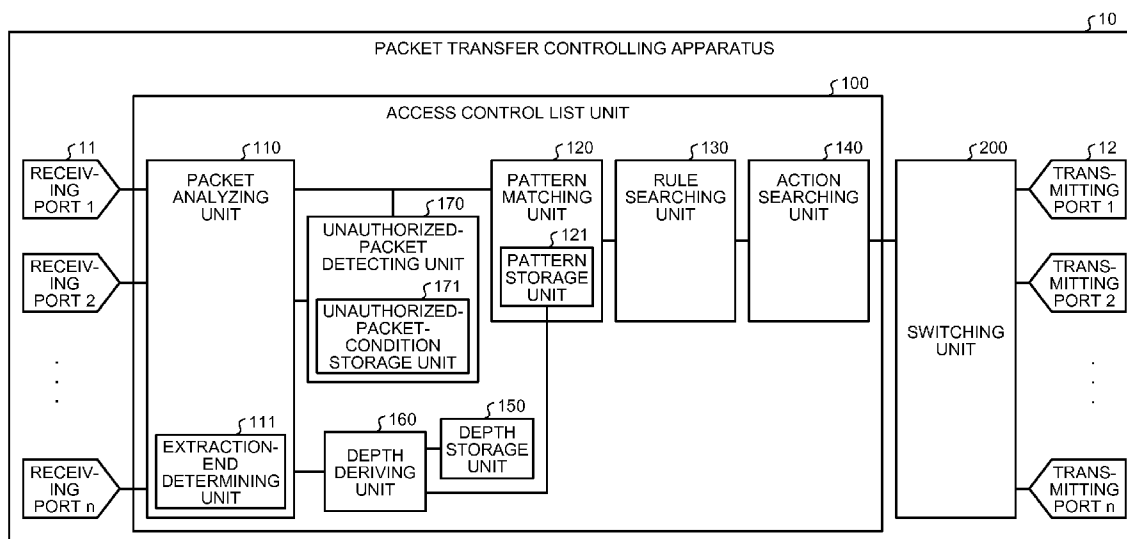 10
PACKET TRANSFER CONTROLLING APPARATUS
100
ACCESS CONTROL LIST UNIT
11
RECEIV-
ING
PORT 1
RECEIV-
ING
PORT 2
.
.
.
RECEIV-
ING
PORT n
110
PACKET
ANALYZING
UNIT
111
EXTRACTION-
END
DETERMINING
UNIT
170
UNAUTHORIZED-
PACKET
DETECTING UNIT
171
UNAUTHORIZED-
PACKET-
CONDITION
STORAGE UNIT
160
DEPTH
DERIVING
UNIT
150
DEPTH
STORAGE
UNIT
120
PATTERN
MATCHING
UNIT
121
PATTERN
STORAGE
UNIT
130
RULE
SEARCHING
UNIT
140
ACTION
SEARCHING
UNIT
200
SWITCHING
UNIT
12
TRANS-
MITTING
PORT 1
TRANS-
MITTING
PORT 2
.
.
.
TRANS-
MITTING
PORT n